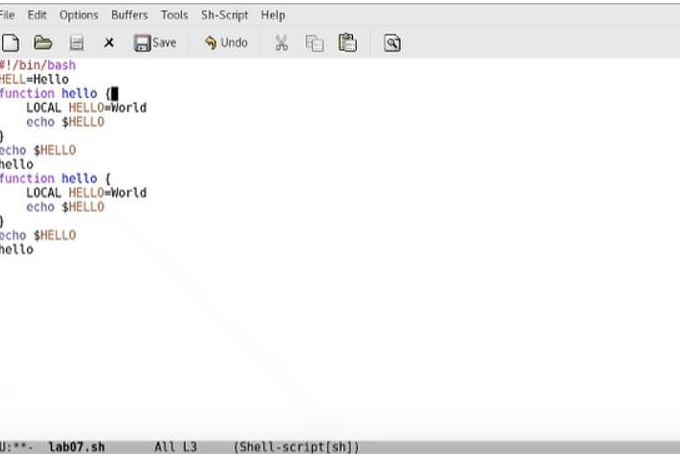 File Edit Options Buffers Tools Sh-Script Help
Save Undo
#!/bin/bash
HELL=Hello
function hello {
    LOCAL HELLO=World
    echo $HELLO
}
echo $HELLO
hello
function hello {
    LOCAL HELLO=World
    echo $HELLO
}
echo $HELLO
hello
U:**- lab07.sh All L3 (Shell-script[sh])